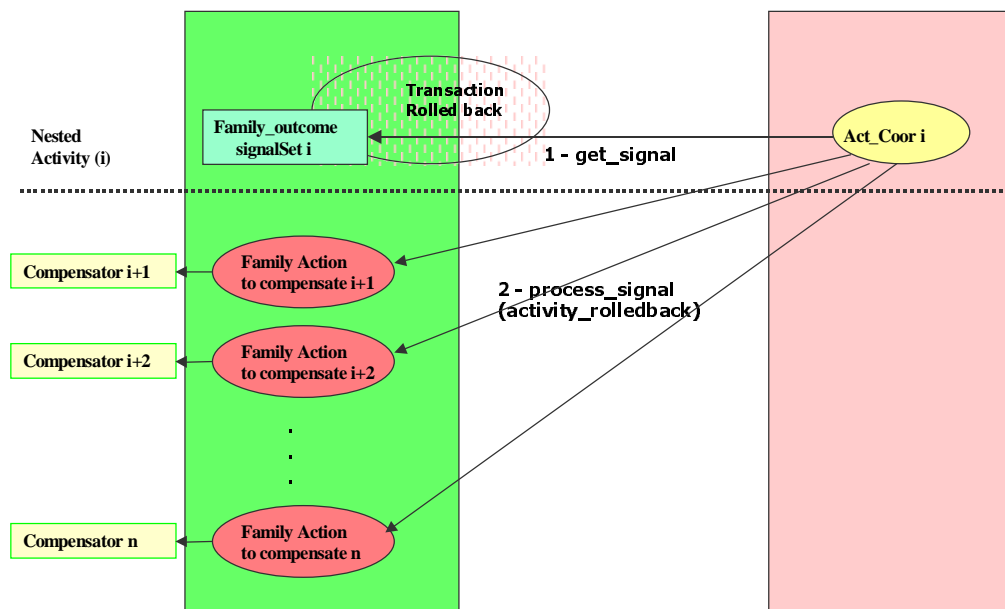 Transaction
Rolled back
Nested
Activity (i)
Family_outcome
signalSet i
Act_Coor i
1 - get_signal
Compensator i+1
Family Action
to compensate i+1
2 - process_signal
(activity_rolledback)
Compensator i+2
Family Action
to compensate i+2
.
.
.
Compensator n
Family Action
to compensate n